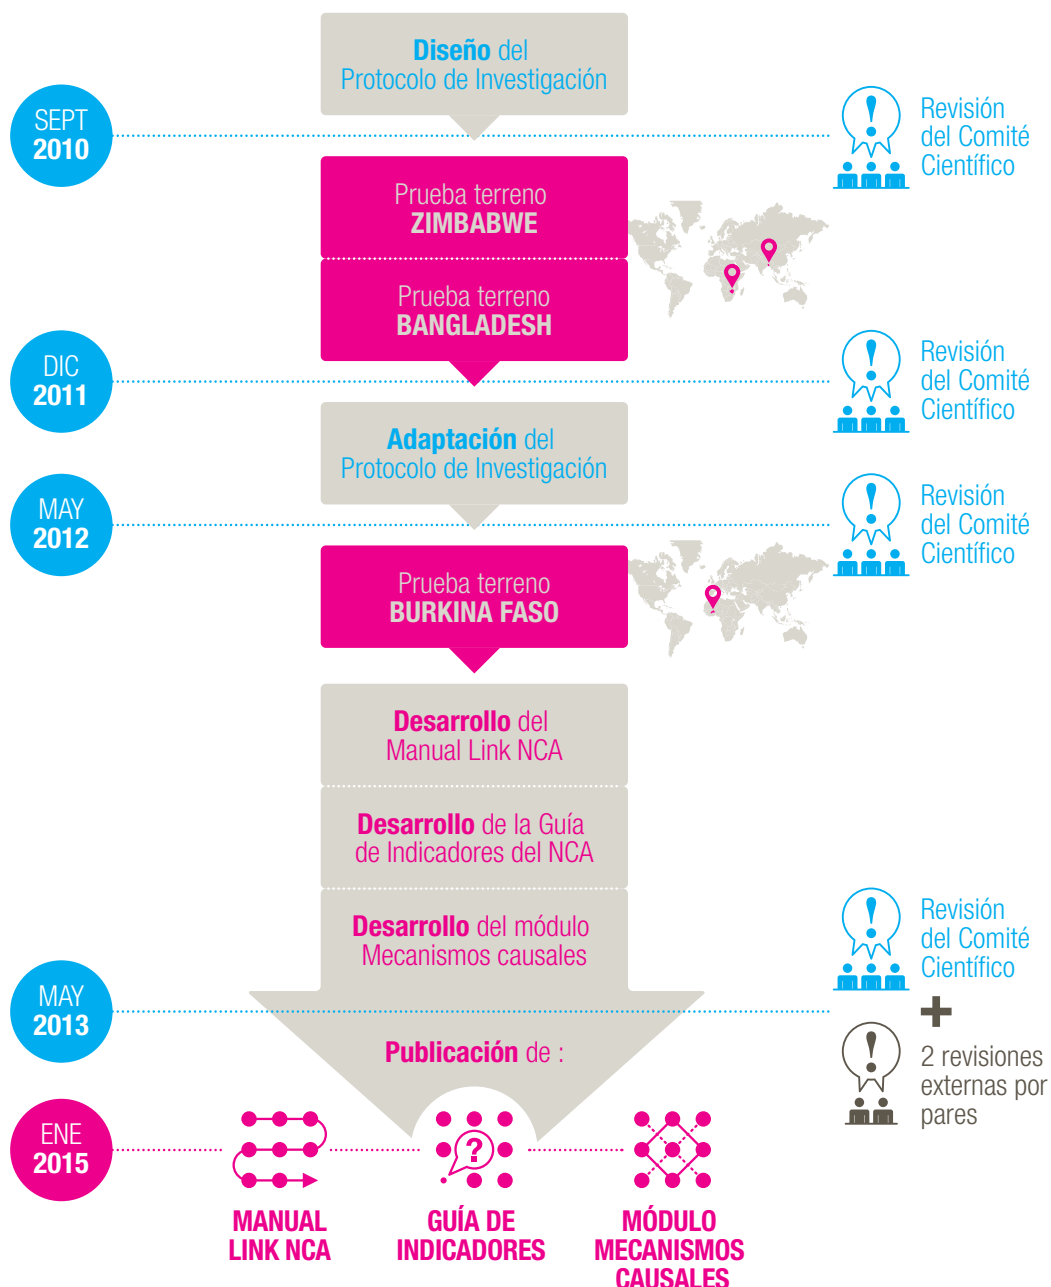 Diseño del
Protocolo de Investigación
SEPT
2010
Revisión
del Comité
Científico
Prueba terreno
ZIMBABWE
Prueba terreno
BANGLADESH
DIC
2011
Revisión
del Comité
Científico
Adaptación del
Protocolo de Investigación
MAY
2012
Revisión
del Comité
Científico
Prueba terreno
BURKINA FASO
Desarrollo del
Manual Link NCA
Desarrollo de la Guía
de Indicadores del NCA
Desarrollo del módulo
Mecanismos causales
MAY
2013
Revisión
del Comité
Científico
+
2 revisiones
externas por
pares
Publicación de :
ENE
2015
?
MANUAL
LINK NCA
GUÍA DE
INDICADORES
MÓDULO
MECANISMOS
CAUSALES